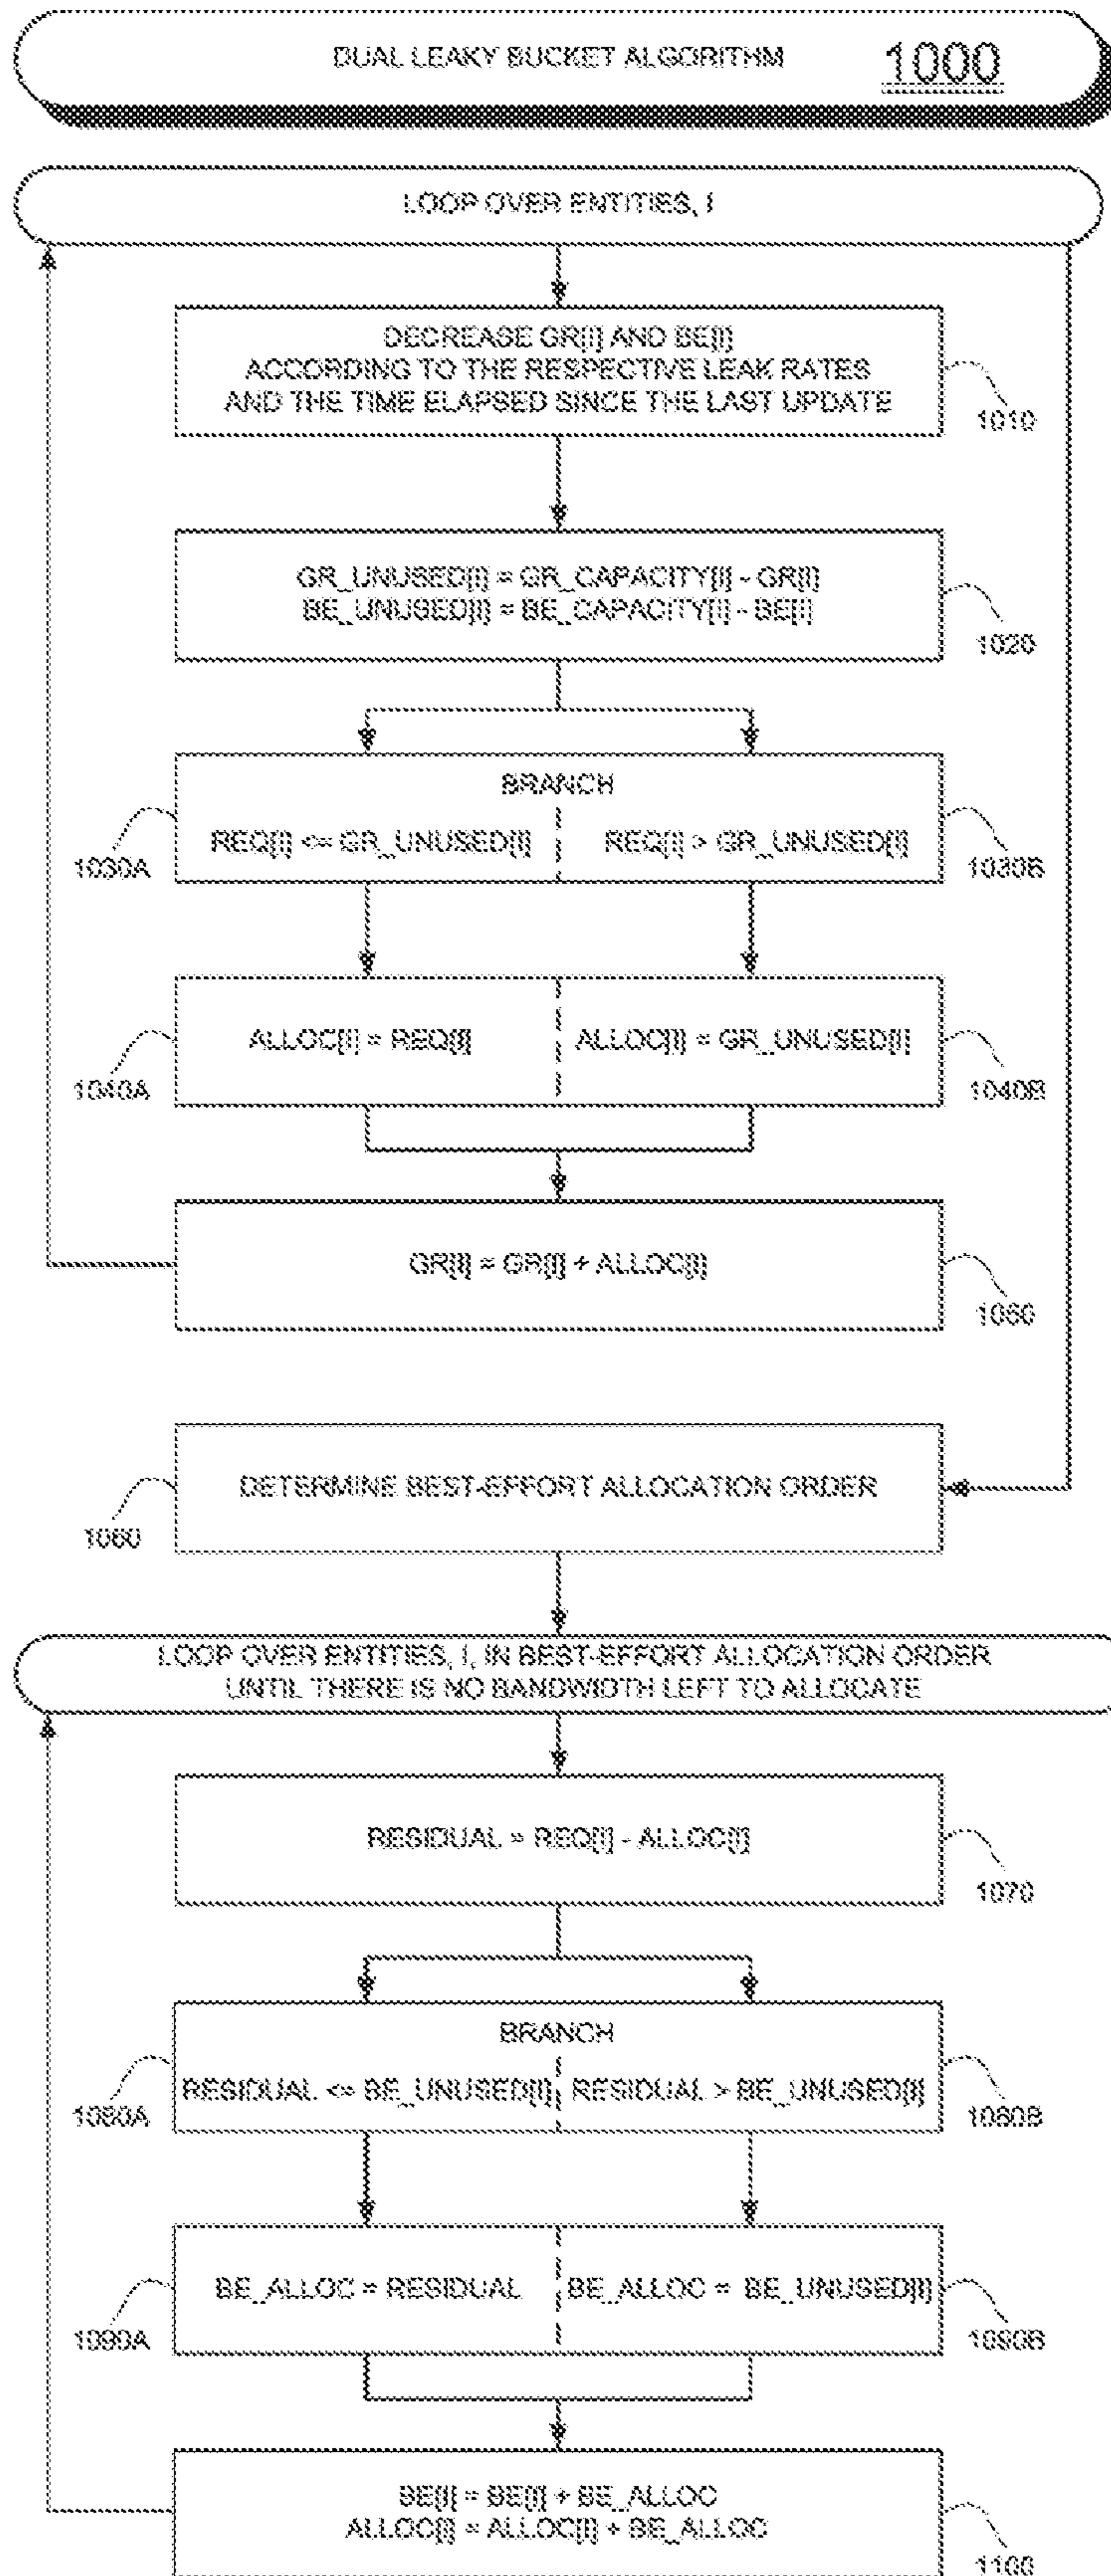 DUAL LEAKY BUCKET ALGORITHM 1000
LOOP OVER ENTITIES, I
DECREASE GR[I] AND BE[I]
ACCORDING TO THE RESPECTIVE LEAK RATES
AND THE TIME ELAPSED SINCE THE LAST UPDATE
1010
GR_UNUSED[I] = GR_CAPACITY[I] - GR[I]
BE_UNUSED[I] = BE_CAPACITY[I] - BE[I]
1020
BRANCH
REQ[I] <= GR_UNUSED[I] REQ[I] > GR_UNUSED[I]
1030A 1030B
ALLOC[I] = REQ[I] ALLOC[I] = GR_UNUSED[I]
1040A 1040B
GR[I] = GR[I] + ALLOC[I]
1050
DETERMINE BEST-EFFORT ALLOCATION ORDER
1060
LOOP OVER ENTITIES, I, IN BEST-EFFORT ALLOCATION ORDER
UNTIL THERE IS NO BANDWIDTH LEFT TO ALLOCATE
RESIDUAL = REQ[I] - ALLOC[I]
1070
BRANCH
RESIDUAL <= BE_UNUSED[I] RESIDUAL > BE_UNUSED[I]
1080A 1080B
BE_ALLOC = RESIDUAL BE_ALLOC = BE_UNUSED[I]
1090A 1090B
BE[I] = BE[I] + BE_ALLOC
ALLOC[I] = ALLOC[I] + BE_ALLOC
1100